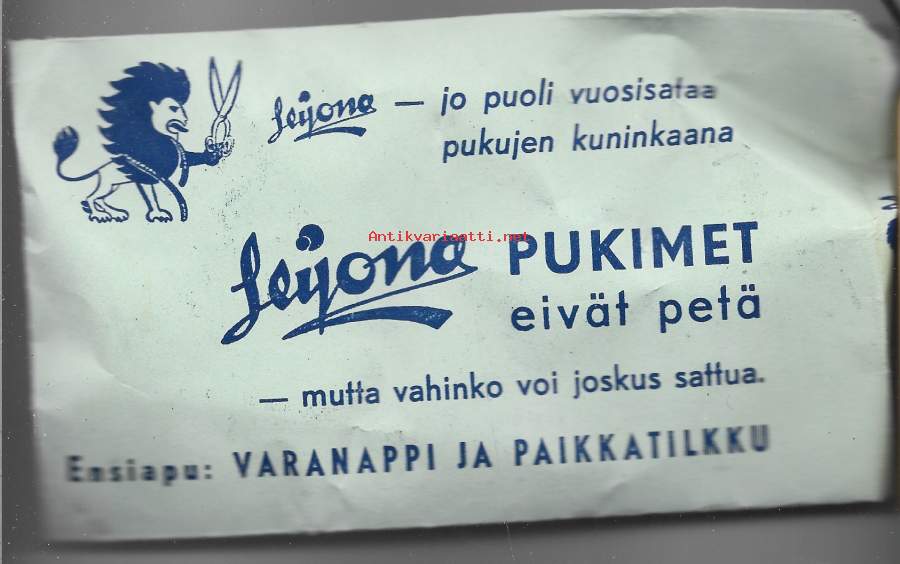 Leijona — jo puoli vuosisataa
pukujen kuninkaana
Antikvariaatti.net
Leijona PUKIMET
eivät petä
— mutta vahinko voi joskus sattua.
Ensiapu: VARANAPPI JA PAIKKATILKKU